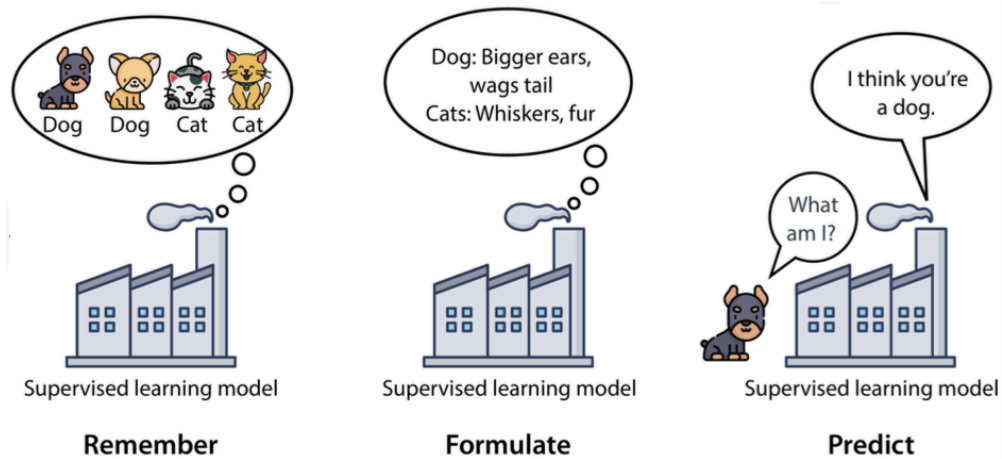 Dog Dog Cat Cat
Supervised learning model
Remember
Dog: Bigger ears,
wags tail
Cats: Whiskers, fur
Supervised learning model
Formulate
I think you're
a dog.
What
am I?
Supervised learning model
Predict